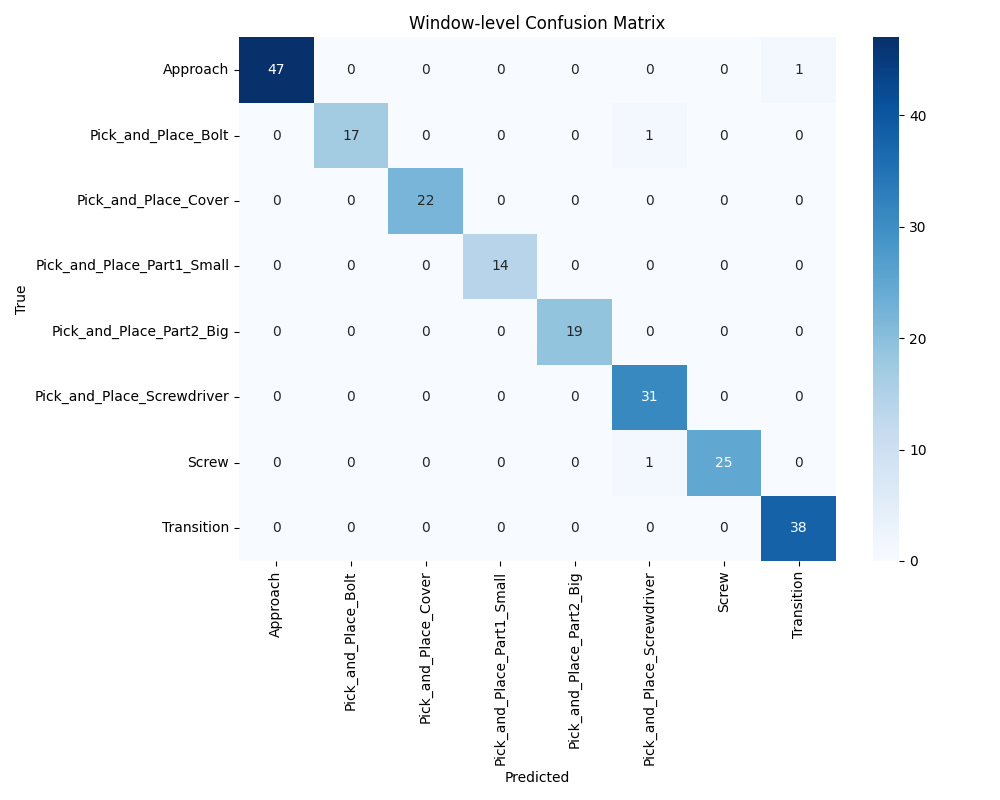 Window-level Confusion Matrix
True
Approach 47 0 0 0 0 0 0 1
Pick_and_Place_Bolt 0 17 0 0 0 1 0 0
Pick_and_Place_Cover 0 0 22 0 0 0 0 0
Pick_and_Place_Part1_Small 0 0 0 14 0 0 0 0
Pick_and_Place_Part2_Big 0 0 0 0 19 0 0 0
Pick_and_Place_Screwdriver 0 0 0 0 0 31 0 0
Screw 0 0 0 0 0 1 25 0
Transition 0 0 0 0 0 0 0 38
Approach
Pick_and_Place_Bolt
Pick_and_Place_Cover
Pick_and_Place_Part1_Small
Pick_and_Place_Part2_Big
Pick_and_Place_Screwdriver
Screw
Transition
Predicted
40
30
20
10
0